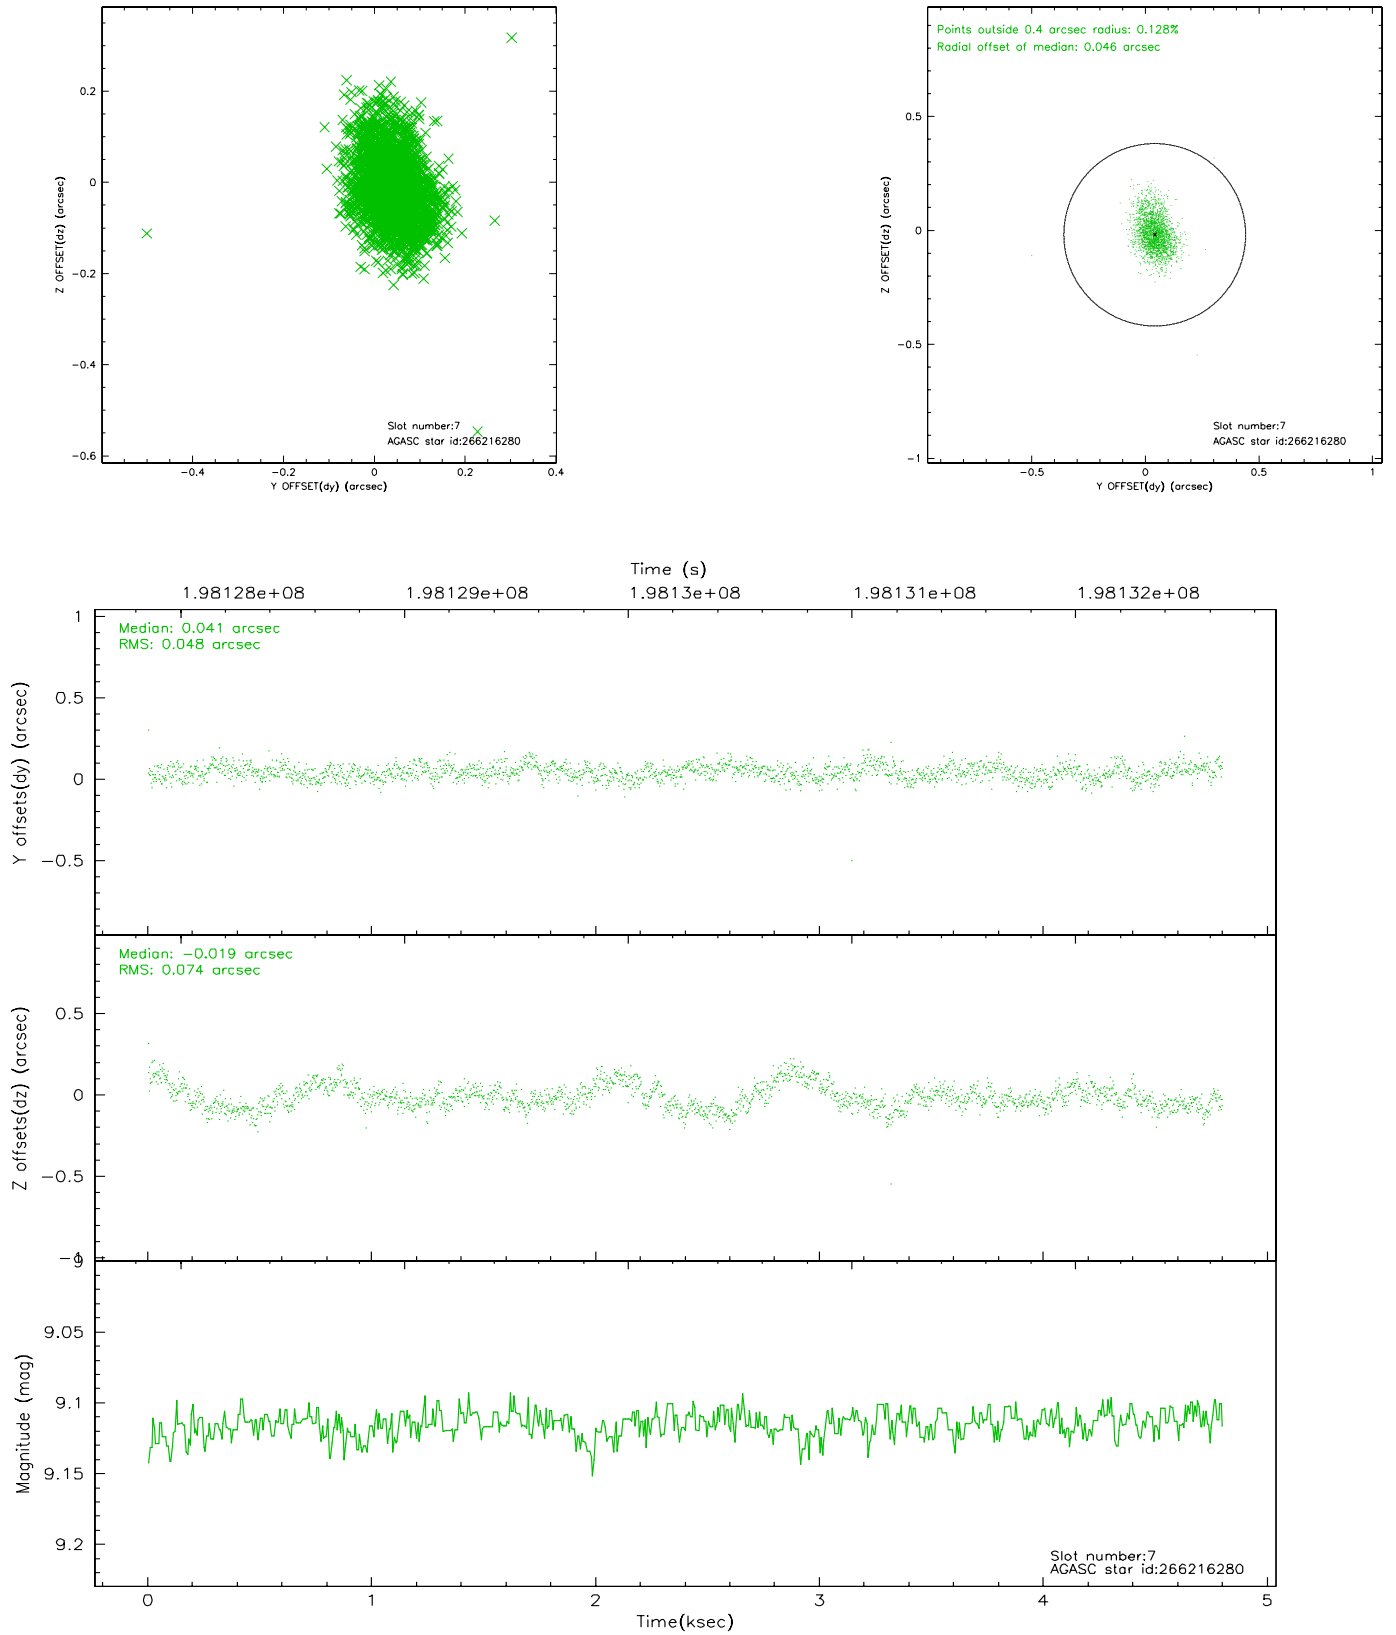 0.2
0
−0.2
−0.4
−0.6
Z OFFSET(dz) (arcsec)
Slot number:7
AGASC star id:266216280
−0.4
−0.2
0
0.2
0.4
Y OFFSET(dy) (arcsec)
Points outside 0.4 arcsec radius: 0.128%
Radial offset of median: 0.046 arcsec
0.5
0
−0.5
−1
Z OFFSET(dz) (arcsec)
Slot number:7
AGASC star id:266216280
−0.5
0
0.5
1
Y OFFSET(dy) (arcsec)
Time (s)
1.98128e+08
1.98129e+08
1.9813e+08
1.98131e+08
1.98132e+08
Median: 0.041 arcsec
RMS: 0.048 arcsec
1
0.5
0
−0.5
Y offsets(dy) (arcsec)
Median: −0.019 arcsec
RMS: 0.074 arcsec
0.5
0
−0.5
−1
Z offsets(dz) (arcsec)
9
9.05
9.1
9.15
9.2
Magnitude (mag)
Slot number:7
AGASC star id:266216280
0
1
2
3
4
5
Time(ksec)